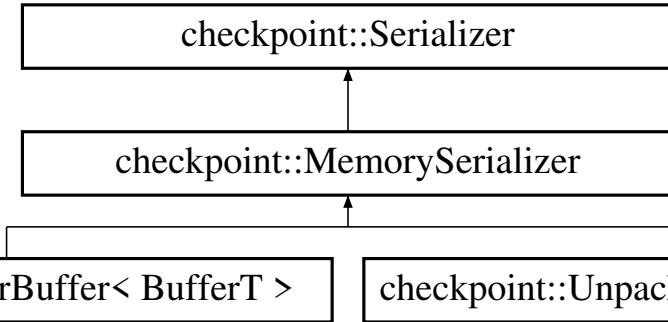 checkpoint::Serializer
checkpoint::MemorySerializer
rBuffer< BufferT >
checkpoint::Unpac